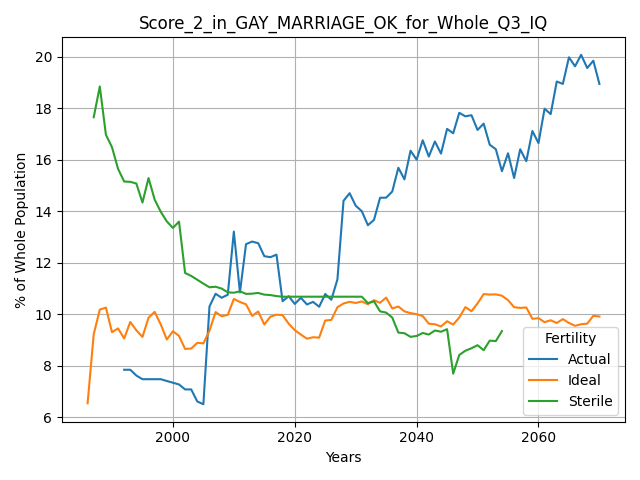 Score_2_in_GAY_MARRIAGE_OK_for_Whole_Q3_IQ
% of Whole Population
20
18
16
14
12
10
8
6
2000 2020 2040 2060
Years
Fertility
Actual
Ideal
Sterile